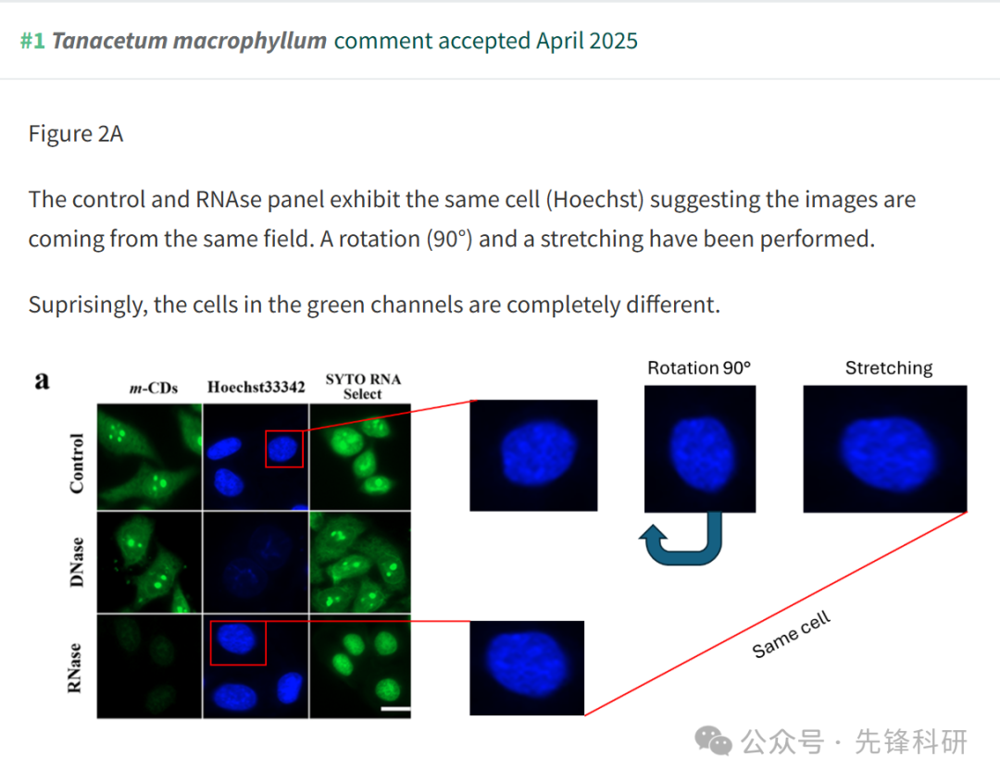 #1 Tanacetum macrophyllum comment accepted April 2025
Figure 2A
The control and RNAse panel exhibit the same cell (Hoechst) suggesting the images are
coming from the same field. A rotation (90°) and a stretching have been performed.
Suprisingly, the cells in the green channels are completely different.
a
m-CDs
Hoechst33342
SYTO RNA
Select
Rotation 90°
Stretching
Control
DNase
RNase
Same cell
公众号 · 先锋科研